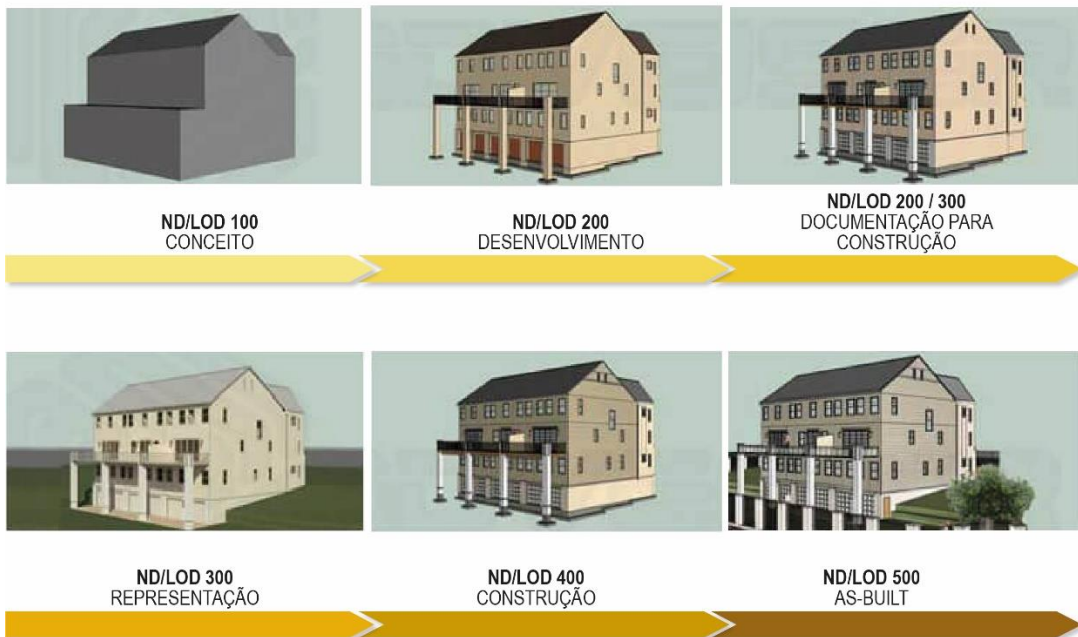 ND/LOD 100
CONCEITO
ND/LOD 200
DESENVOLVIMENTO
ND/LOD 200 / 300
DOCUMENTAÇÃO PARA
CONSTRUÇÃO
ND/LOD 300
REPRESENTAÇÃO
ND/LOD 400
CONSTRUÇÃO
ND/LOD 500
AS-BUILT